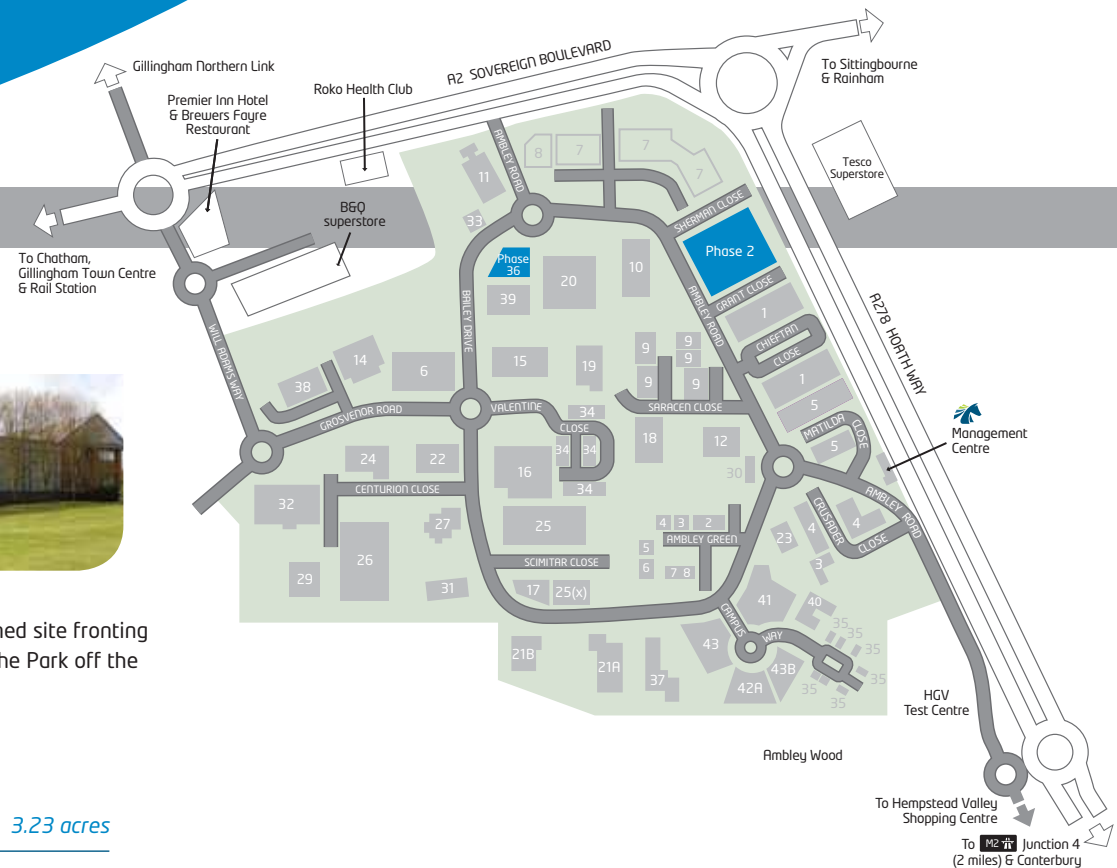 Gillingham Northern Link
A2 SOVEREIGN BOULEVARD
To Sittingbourne
& Rainham
Premier Inn Hotel
& Brewers Fayre
Restaurant
Roko Health Club
Tesco
Superstore
B&Q
superstore
To Chatham,
Gillingham Town Centre
& Rail Station
AMBLEY ROAD
8
7
7
7
11
33
SHERMAN CLOSE
Phase 2
Phase
36
20
10
39
GRANT CLOSE
1
AMBLEY ROAD
BAILEY DRIVE
CHIEFTAN
CLOSE
A278 HOATH WAY
WILL ADAMS WAY
14
38
6
15
19
9
9
9
9
9
1
5
GROSVENOR ROAD
VALENTINE
CLOSE
34
34
34
34
SARACEN CLOSE
MATILDA
CLOSE
5
Management
Centre
18
12
30
24
22
16
CENTURION CLOSE
32
27
25
4
3
2
AMBLEY GREEN
5
6
7
8
23
4
CRUSADER
CLOSE
4
3
AMBLEY ROAD
26
29
31
SCIMITAR CLOSE
17
25(x)
41
40
CAMPUS
WAY
35
35
35
35
35
35
43
43B
42A
21B
21A
37
HGV
Test Centre
Ambley Wood
ned site fronting
he Park off the
3.23 acres
To Hempstead Valley
Shopping Centre
To M2 Junction 4
(2 miles) & Canterbury